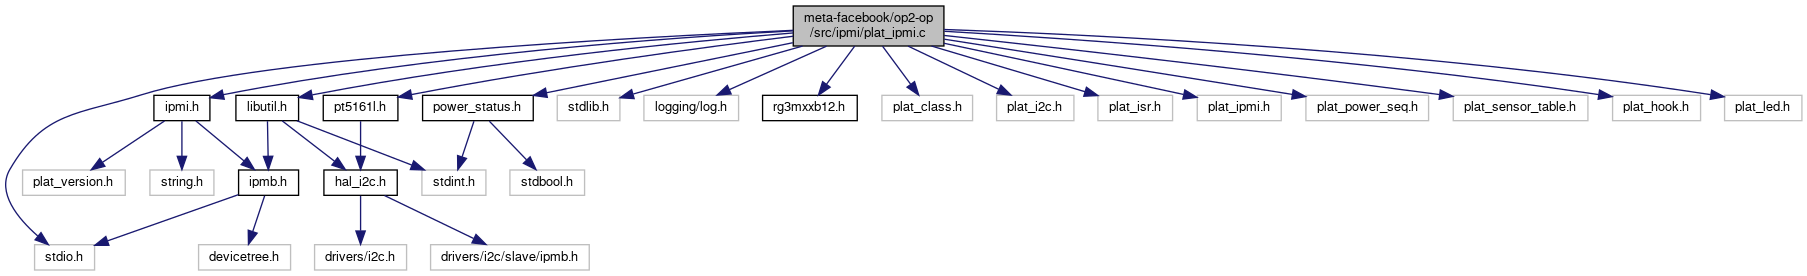 meta-facebook/op2-op
/src/ipmi/plat_ipmi.c
ipmi.h
libutil.h
pt5161l.h
power_status.h
stdlib.h
logging/log.h
rg3mxxb12.h
plat_class.h
plat_i2c.h
plat_isr.h
plat_ipmi.h
plat_power_seq.h
plat_sensor_table.h
plat_hook.h
plat_led.h
plat_version.h
string.h
ipmb.h
hal_i2c.h
stdint.h
stdbool.h
stdio.h
devicetree.h
drivers/i2c.h
drivers/i2c/slave/ipmb.h